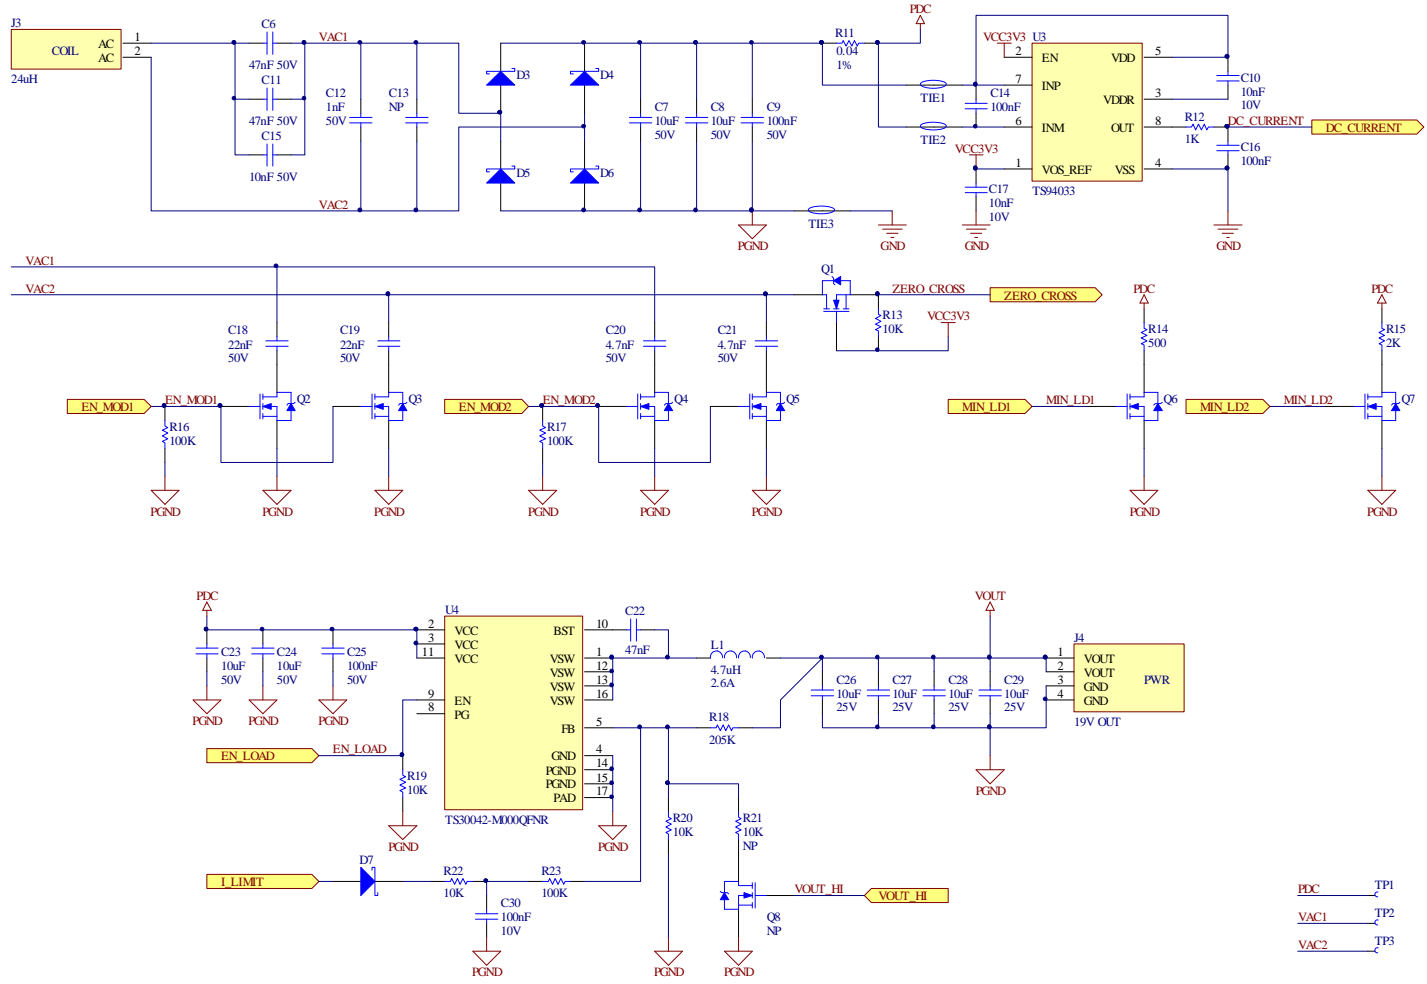 J3
COIL
AC 1
AC 2
24uH
C6
47nF 50V
C11
47nF 50V
C15
10nF 50V
VAC1
VAC2
C12
1nF
50V
C13
NP
D3
D4
D5
D6
C7
10uF
50V
C8
10uF
50V
C9
100nF
50V
R11
0.04
1%
PDC
PGND
TIE3
GND
TIE1
TIE2
C14
100nF
VCC3V3
VCC3V3
C17
10nF
10V
GND
U3
2 EN VDD 5
7 INP
VDDR 3
6 INM OUT 8
1 VOS_REF VSS 4
TS94033
C10
10nF
10V
R12
1K
DC_CURRENT
DC_CURRENT
C16
100nF
GND
VAC1
VAC2
C18
22nF
50V
C19
22nF
50V
C20
4.7nF
50V
C21
4.7nF
50V
Q1
ZERO_CROSS
ZERO_CROSS
R13
10K
VCC3V3
EN_MOD1
EN_MOD1
R16
100K
Q2
Q3
PGND
PGND
PGND
EN_MOD2
EN_MOD2
R17
100K
Q4
Q5
PGND
PGND
PGND
PDC
R14
500
MIN_LD1
MIN_LD1
Q6
PGND
PDC
R15
2K
MIN_LD2
MIN_LD2
Q7
PGND
PDC
C23
10uF
50V
C24
10uF
50V
C25
100nF
50V
PGND
PGND
PGND
EN_LOAD
EN_LOAD
R19
10K
PGND
U4
2 VCC BST 10
3 VCC
11 VCC VSW 1
VSW 12
VSW 13
9 EN VSW 16
8 PG
FB 5
GND 4
PGND 14
PGND 15
PAD 17
TS30042-M000QFNR
PGND
C22
47nF
L1
4.7uH
2.6A
R18
205K
VOUT
C26
10uF
25V
C27
10uF
25V
C28
10uF
25V
C29
10uF
25V
PGND
J4
1 VOUT
2 VOUT
3 GND
4 GND
PWR
19V OUT
I_LIMIT
D7
R22
10K
R23
100K
C30
100nF
10V
PGND
R20
10K
PGND
R21
10K
NP
Q8
NP
PGND
VOUT_HI
VOUT_HI
PDC TP1
VAC1 TP2
VAC2 TP3